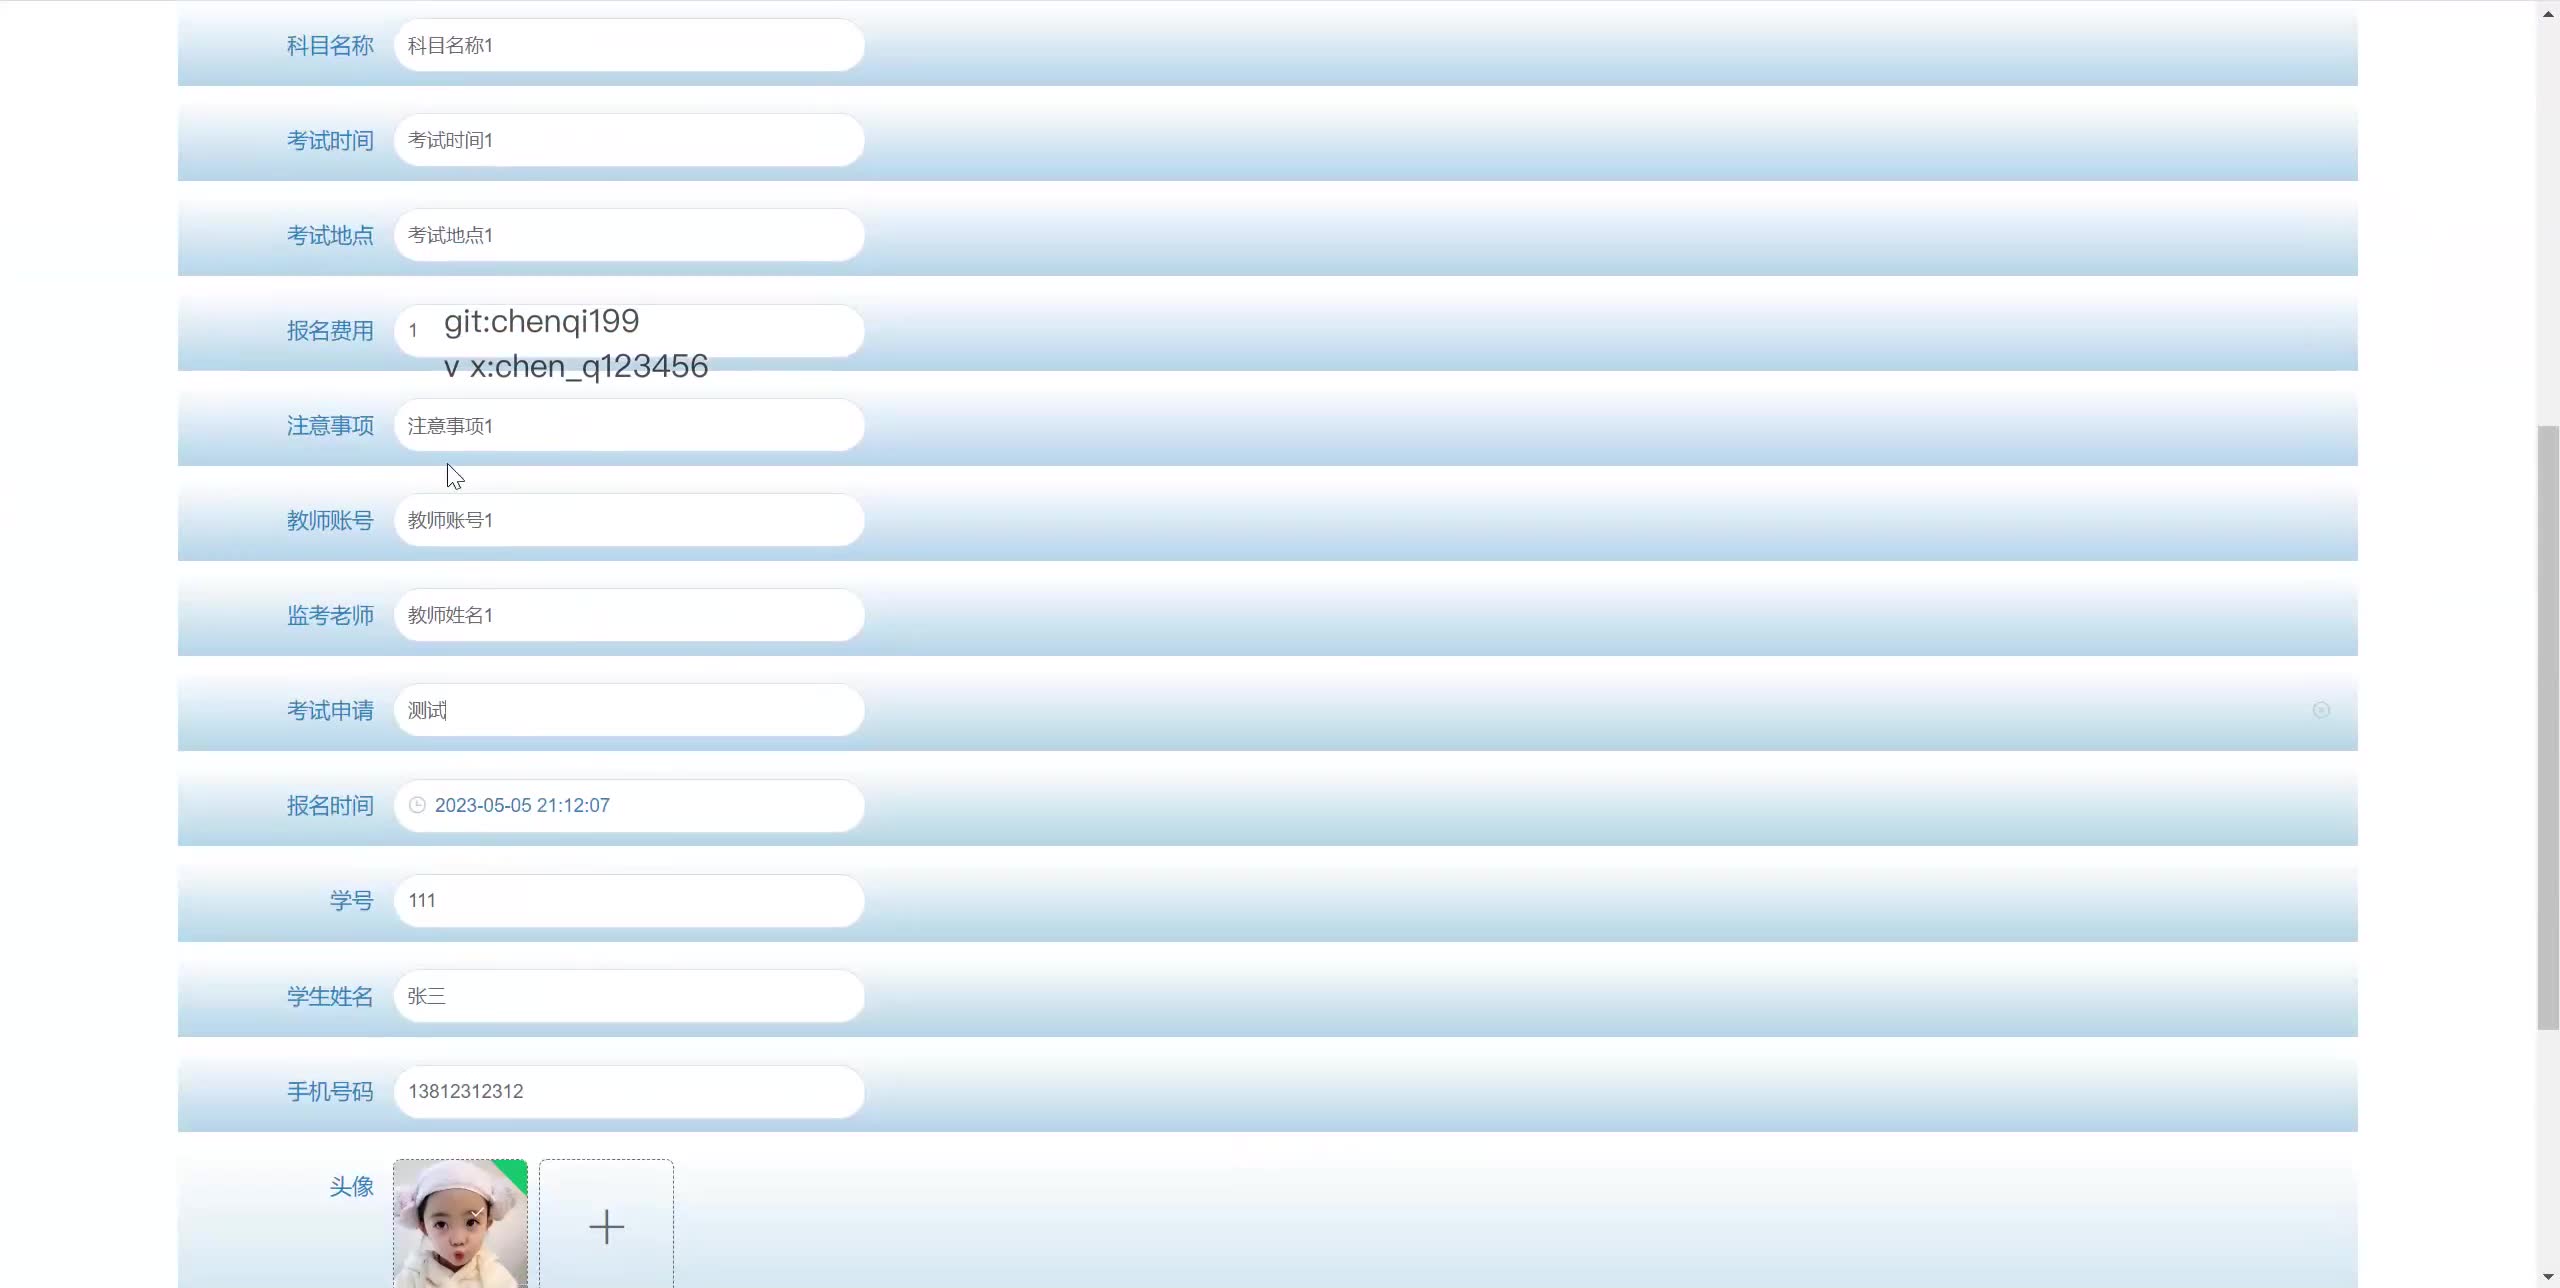 科目名称 科目名称1
考试时间 考试时间1
考试地点 考试地点1
报名费用 1
git:chenqi199
v x:chen_q123456
注意事项 注意事项1
教师账号 教师账号1
监考老师 教师姓名1
考试申请 测试
报名时间 2023-05-05 21:12:07
学号 111
学生姓名 张三
手机号码 13812312312
头像